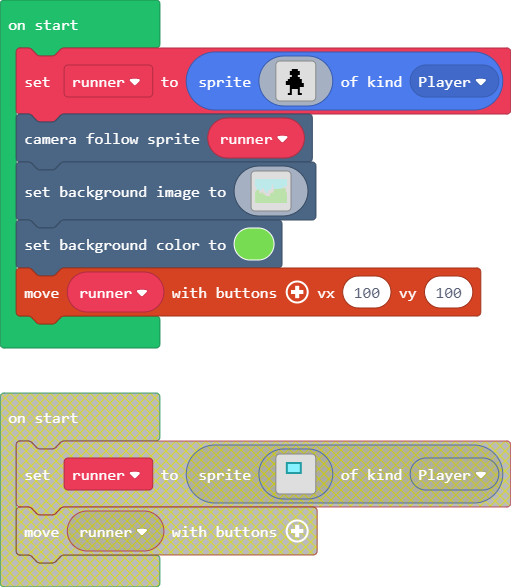 on start
set runner to sprite of kind Player
camera follow sprite runner
set background image to
set background color to
move runner with buttons vx 100 vy 100
on start
set runner to sprite of kind Player
move runner with buttons